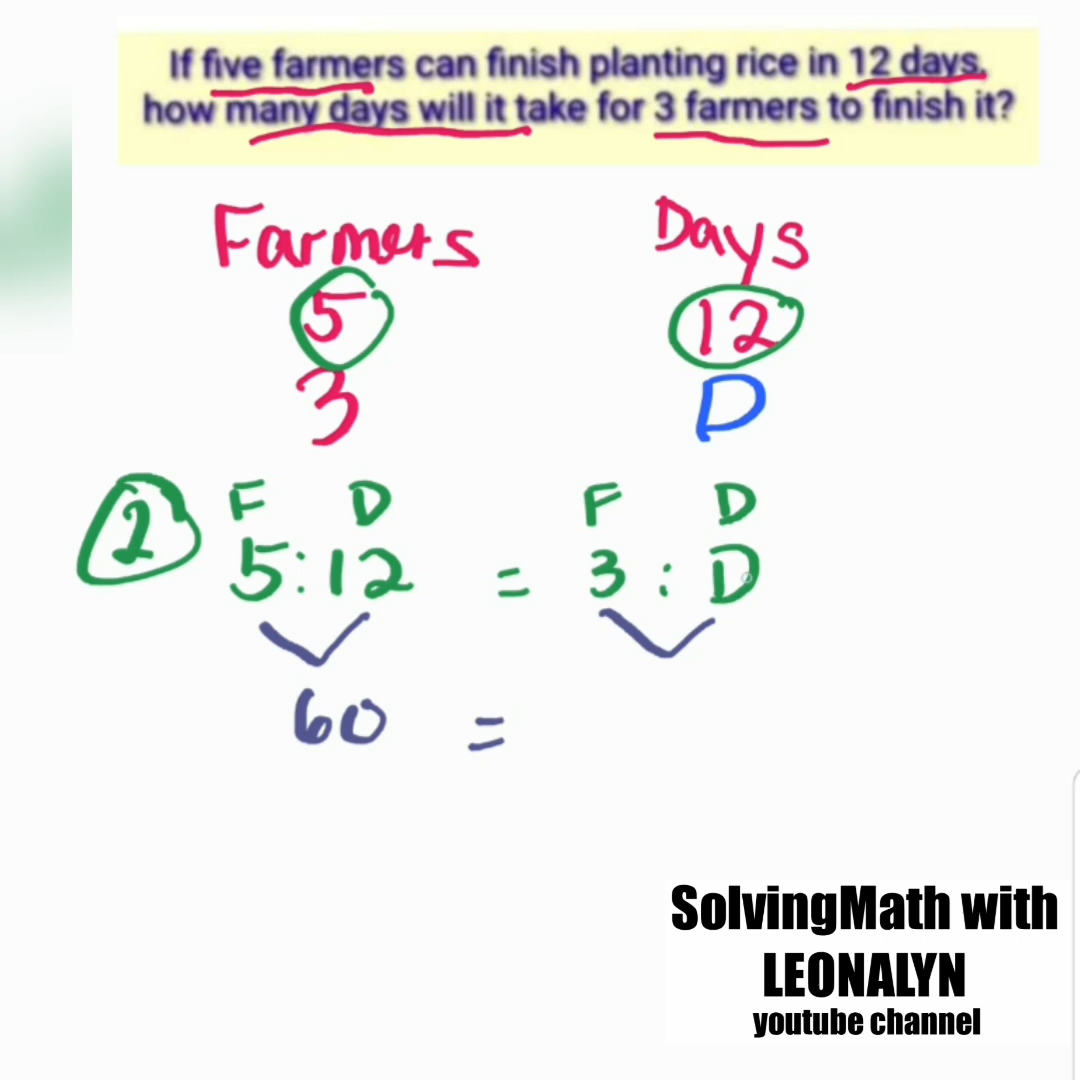 If five farmers can finish planting rice in 12 days,
how many days will it take for 3 farmers to finish it?
Farmers Days
5 12
3 D
2 F D F D
5:12 = 3 : D
60 =
SolvingMath with
LEONALYN
youtube channel